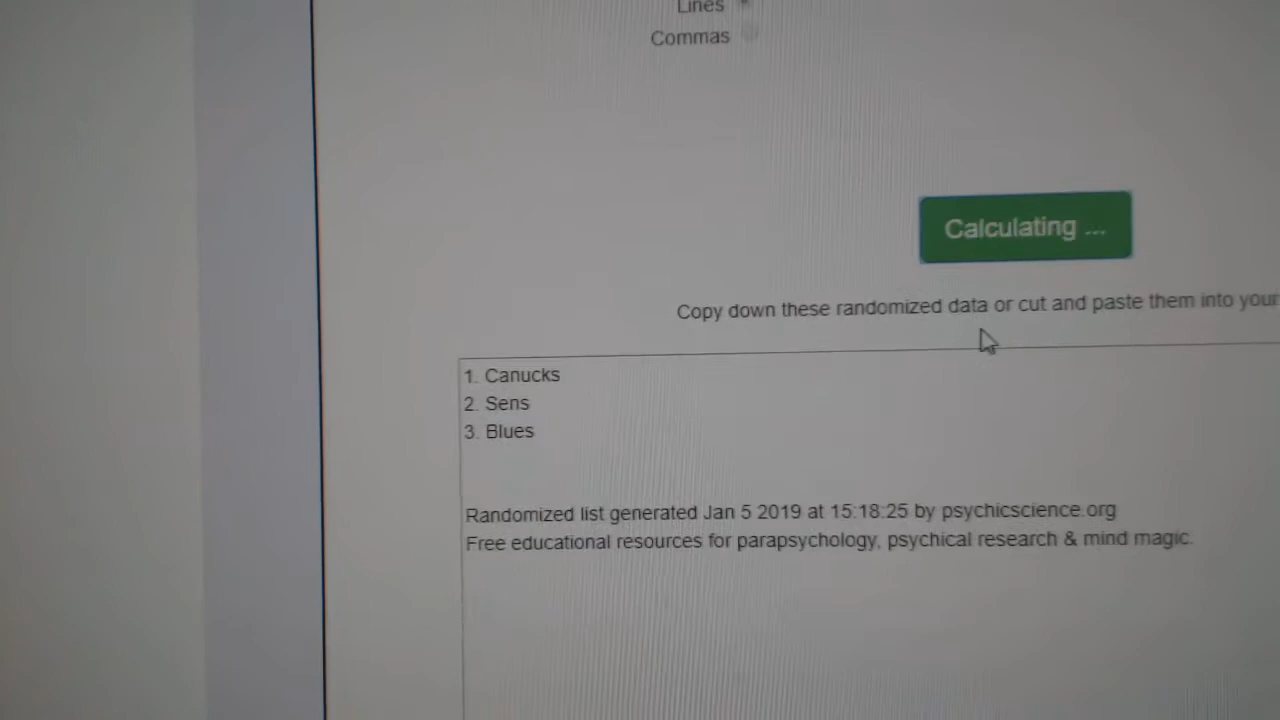 Lines
Commas
Calculating ...
Copy down these randomized data or cut and paste them into your
1. Canucks
2. Sens
3. Blues
Randomized list generated Jan 5 2019 at 15:18:25 by psychicscience.org
Free educational resources for parapsychology, psychical research & mind magic.